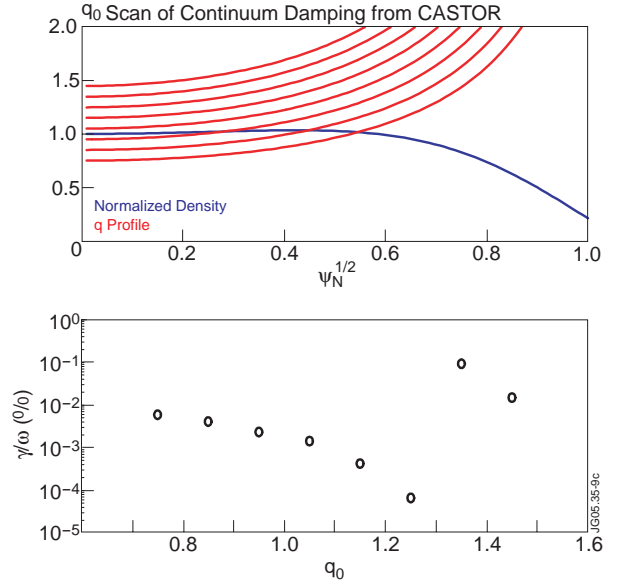 q0 Scan of Continuum Damping from CASTOR
2.0
1.5
1.0
0.5
Normalized Density
q Profile
0 0.2 0.4 0.6 0.8 1.0
ψN1/2
10^0
10^-1
10^-2
10^-3
10^-4
10^-5
γ/ω (0/0)
0.8 1.0 1.2 1.4 1.6
q0
JG05.35-9c